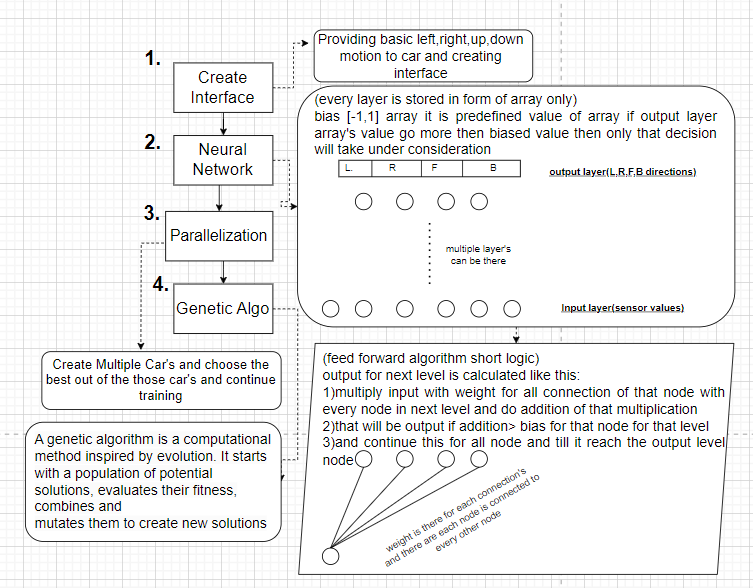 1.
Create
Interface
Providing basic left,right,up,down
motion to car and creating
interface
2.
Neural
Network
(every layer is stored in form of array only)
bias [-1,1] array it is predefined value of array if output layer
array's value go more then biased value then only that decision
will take under consideration
L. R F B
output layer(L,R,F,B directions)
multiple layer's
can be there
Input layer(sensor values)
3.
Parallelization
4.
Genetic Algo
Create Multiple Car's and choose the
best out of the those car's and continue
training
A genetic algorithm is a computational
method inspired by evolution. It starts
with a population of potential
solutions, evaluates their fitness,
combines and
mutates them to create new solutions
(feed forward algorithm short logic)
output for next level is calculated like this:
1)multiply input with weight for all connection of that node with
every node in next level and do addition of that multiplication
2)that will be output if addition> bias for that node for that level
3)and continue this for all node and till it reach the output level
node
weight is there for each connection's
and there are each node is connected to
every other node